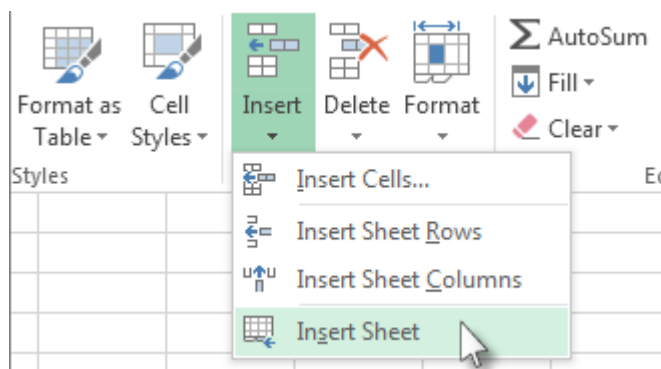 Format as
Table
Cell
Styles
Insert
Delete
Format
AutoSum
Fill
Clear
Styles
Insert Cells...
Insert Sheet Rows
Insert Sheet Columns
Insert Sheet